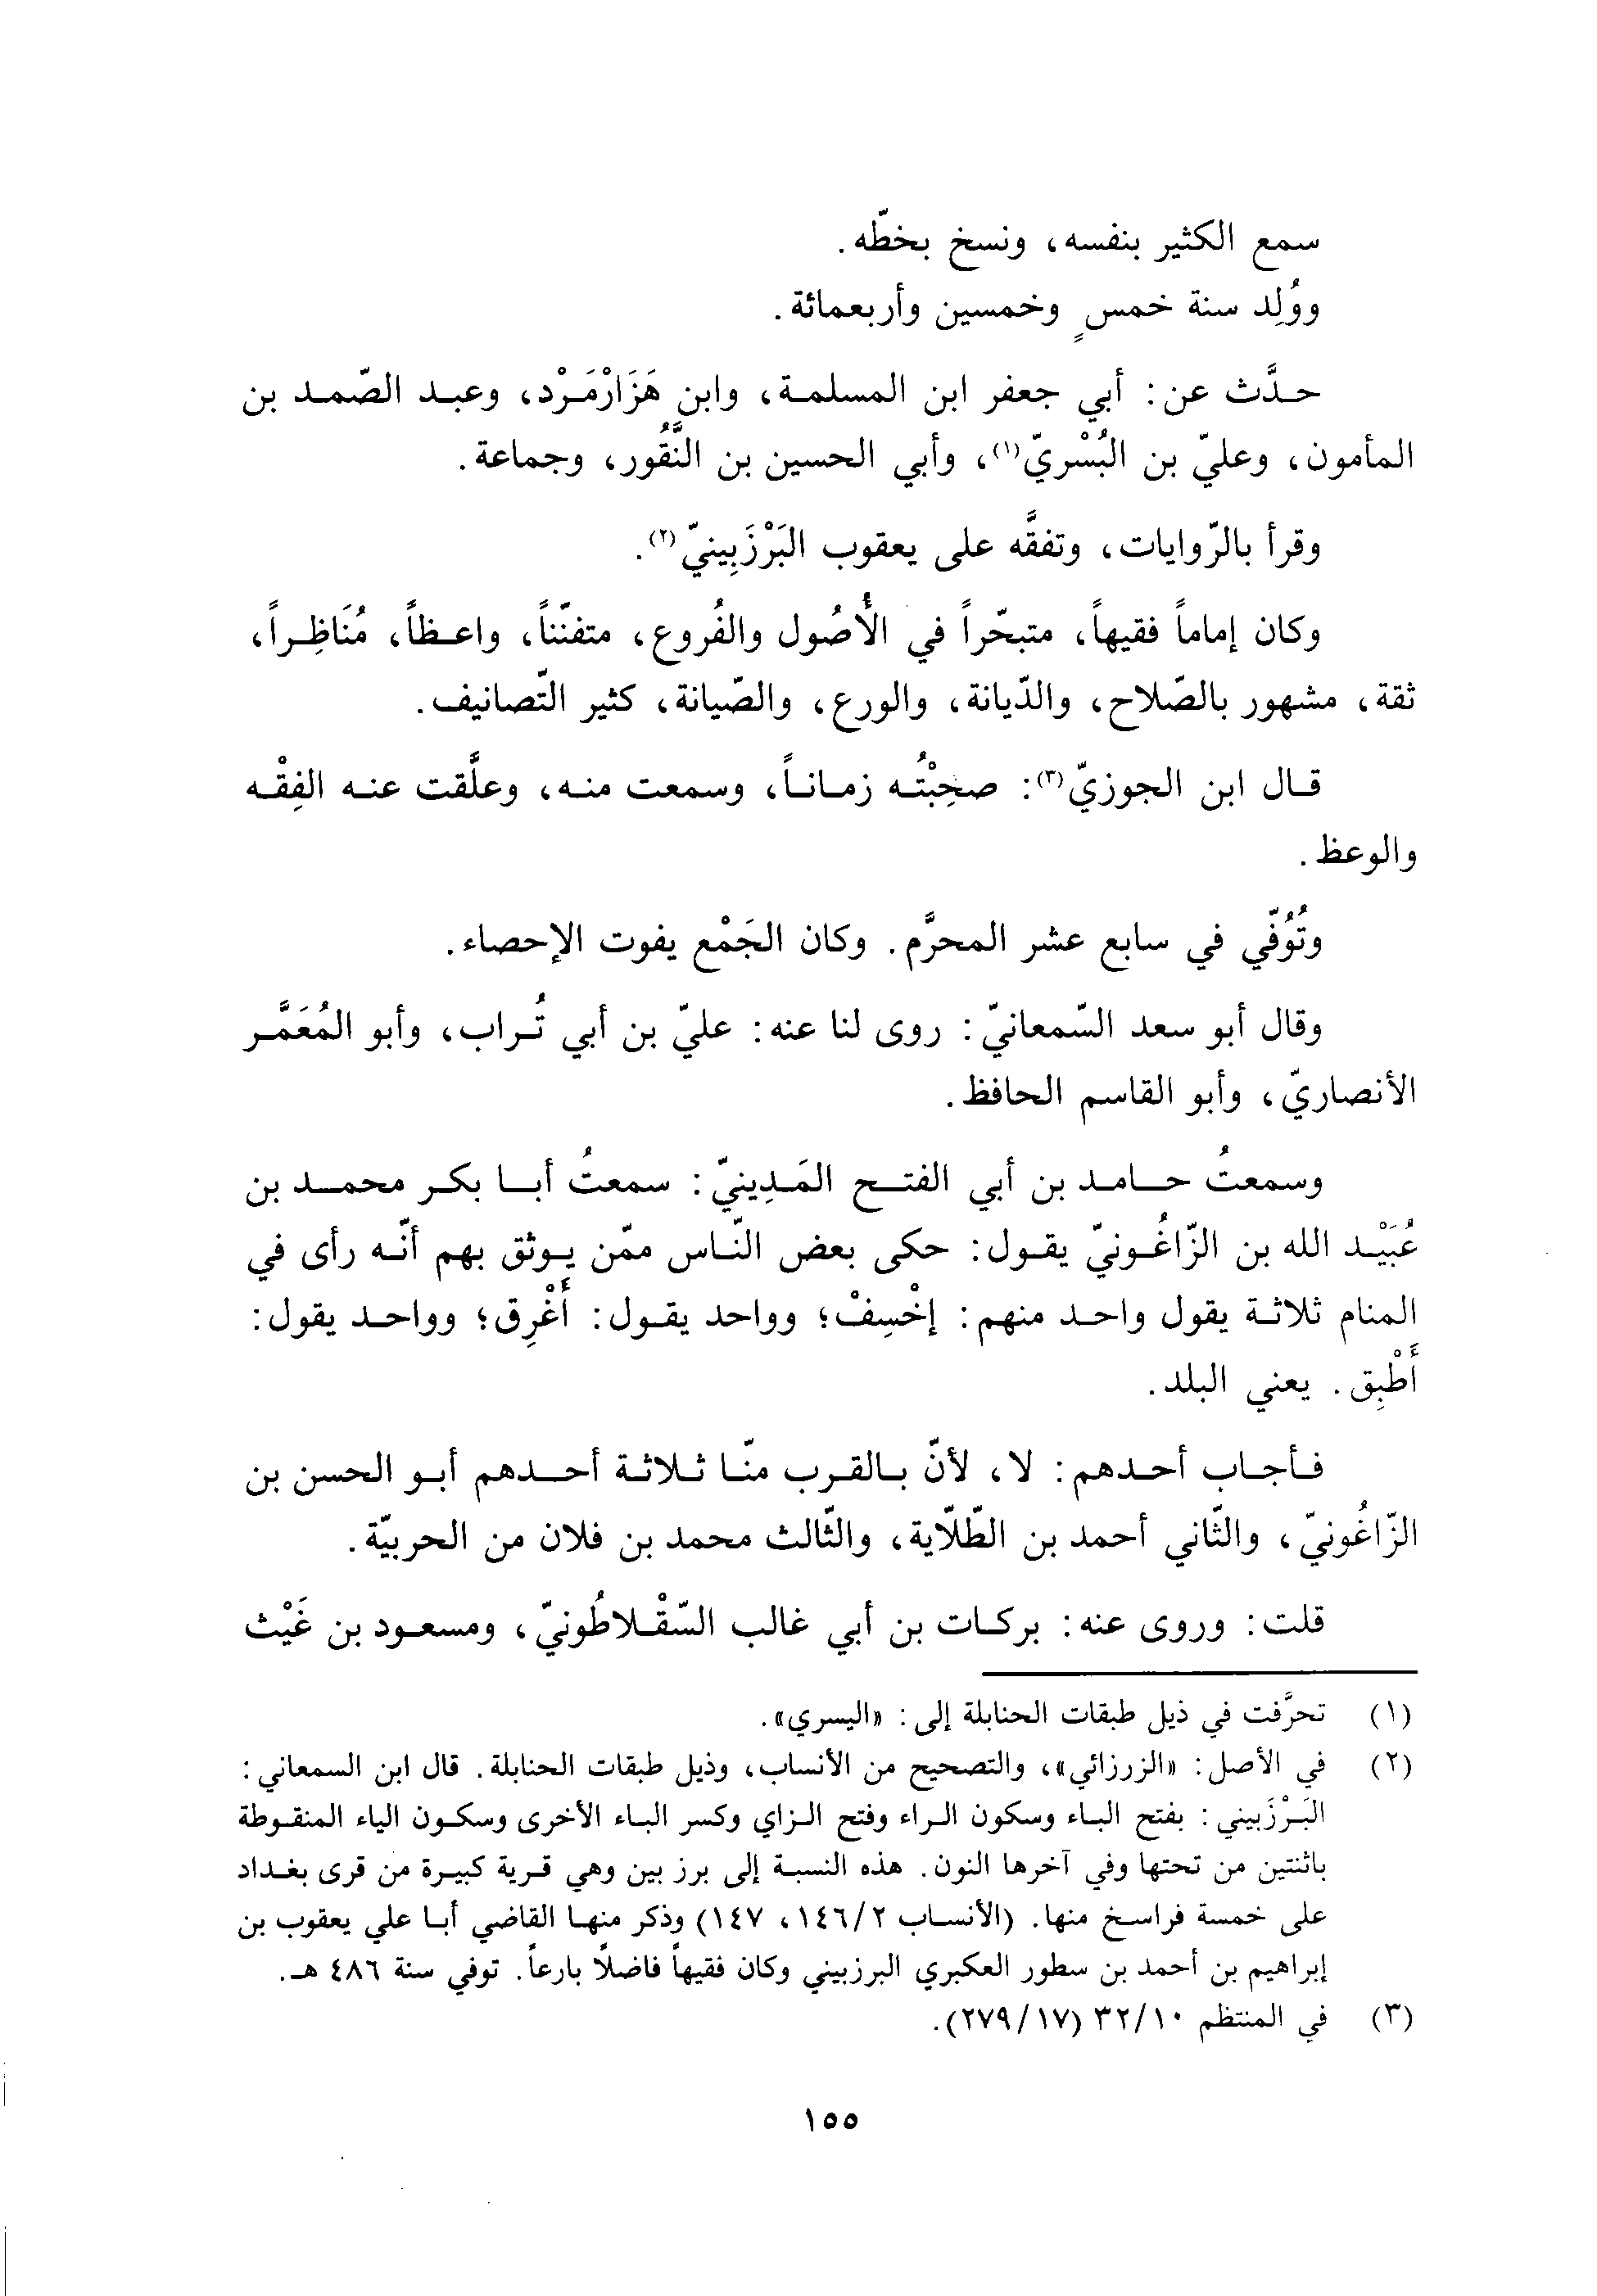 سمع الكثير بنفسه، ونسخ بخطّه.
ووُلِد سنة خمسٍ وخمسين وأربعمائة.
حدَّث عن: أبي جعفر ابن المسلمة، وابن هَزَارْمَرْد، وعبد الصّمد بن
المأمون، وعليّ بن البُسْريّ(١)، وأبي الحسين بن النَّقُور، وجماعة.
وقرأ بالرّوايات، وتفقَّه على يعقوب البَرْزَبِينيّ(٢).
وكان إماماً فقيهاً، متبحّراً في الأُصُول والفُروع، متفنّناً، واعظاً، مُنَاظِراً،
ثقة، مشهور بالصّلاح، والدّيانة، والورع، والصّيانة، كثير التّصانيف.
قال ابن الجوزيّ(٣): صحِبْتُه زماناً، وسمعت منه، وعلَّقت عنه الفِقْه
والوعظ.
وتُوُفّي في سابع عشر المحرَّم. وكان الجَمْع يفوت الإحصاء.
وقال أبو سعد السّمعانيّ: روى لنا عنه: عليّ بن أبي تُراب، وأبو المُعَمَّر
الأنصاريّ، وأبو القاسم الحافظ.
وسمعتُ حامد بن أبي الفتح المَدِينيّ: سمعتُ أبا بكر محمد بن
عُبَيْد الله بن الزّاغُونيّ يقول: حكى بعض النّاس ممّن يوثق بهم أنّه رأى في
المنام ثلاثة يقول واحد منهم: إخْسِفْ؛ وواحد يقول: أَغْرِق؛ وواحد يقول:
أَطْبِق. يعني البلد.
فأجاب أحدهم: لا، لأنّ بالقرب منّا ثلاثة أحدهم أبو الحسن بن
الزّاغُونيّ، والثّاني أحمد بن الطّلّاية، والثّالث محمد بن فلان من الحربيّة.
قلت: وروى عنه: بركات بن أبي غالب السّقْلاطُونيّ، ومسعود بن غَيْث
(١) تحرَّفت في ذيل طبقات الحنابلة إلى: «اليسري».
(٢) في الأصل: «الزرزائي»، والتصحيح من الأنساب، وذيل طبقات الحنابلة. قال ابن السمعاني:
البَرْزَبيني: بفتح الباء وسكون الراء وفتح الزاي وكسر الباء الأخرى وسكون الياء المنقوطة
باثنتين من تحتها وفي آخرها النون. هذه النسبة إلى برز بين وهي قرية كبيرة من قرى بغداد
على خمسة فراسخ منها. (الأنساب ١٤٦/٢، ١٤٧) وذكر منها القاضي أبا علي يعقوب بن
إبراهيم بن أحمد بن سطور العكبري البرزبيني وكان فقيهاً فاضلًا بارعاً. توفي سنة ٤٨٦ هـ.
(٣) في المنتظم ٣٢/١٠ (٢٧٩/١٧).
١٥٥